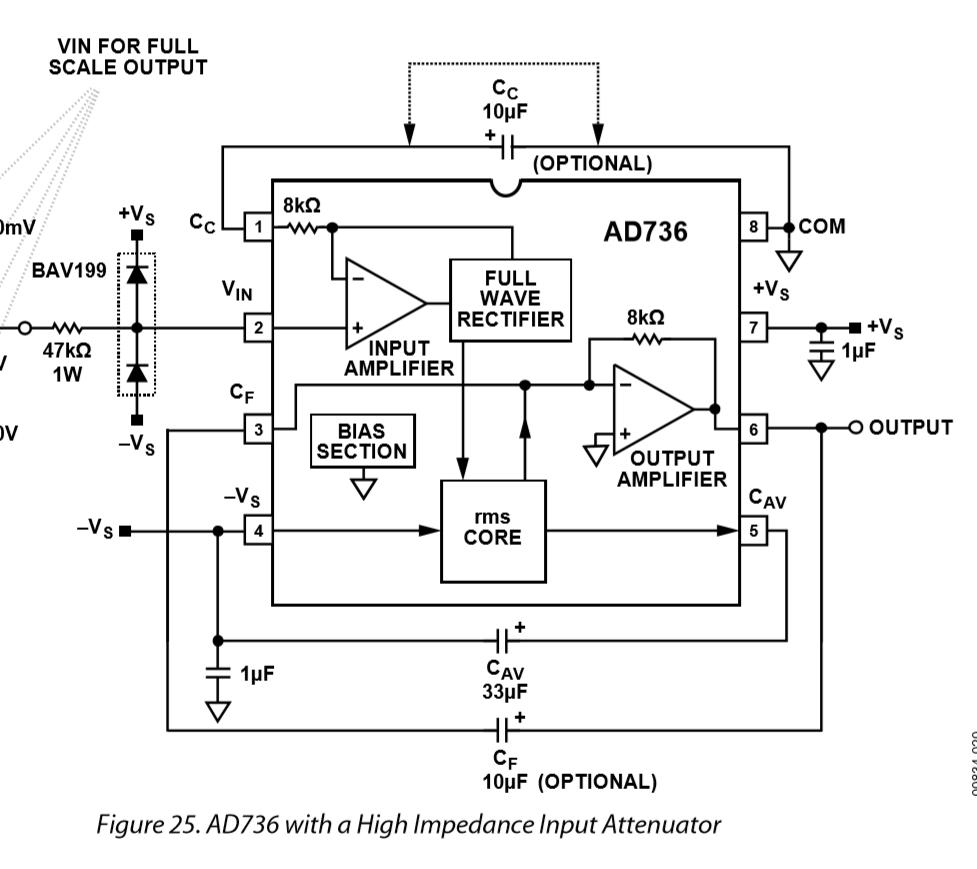 VIN FOR FULL
SCALE OUTPUT
CC
10µF
+
(OPTIONAL)
+VS
CC
1
8kΩ
AD736
8
COM
0mV
BAV199
VIN
FULL
WAVE
RECTIFIER
+VS
2
–
+
8kΩ
7
+VS
47kΩ
1W
INPUT
AMPLIFIER
1µF
CF
–
+
0V
–VS
3
BIAS
SECTION
6
OUTPUT
OUTPUT
AMPLIFIER
–VS
CAV
–VS
4
rms
CORE
5
+
1µF
CAV
33µF
+
CF
10µF (OPTIONAL)
Figure 25. AD736 with a High Impedance Input Attenuator